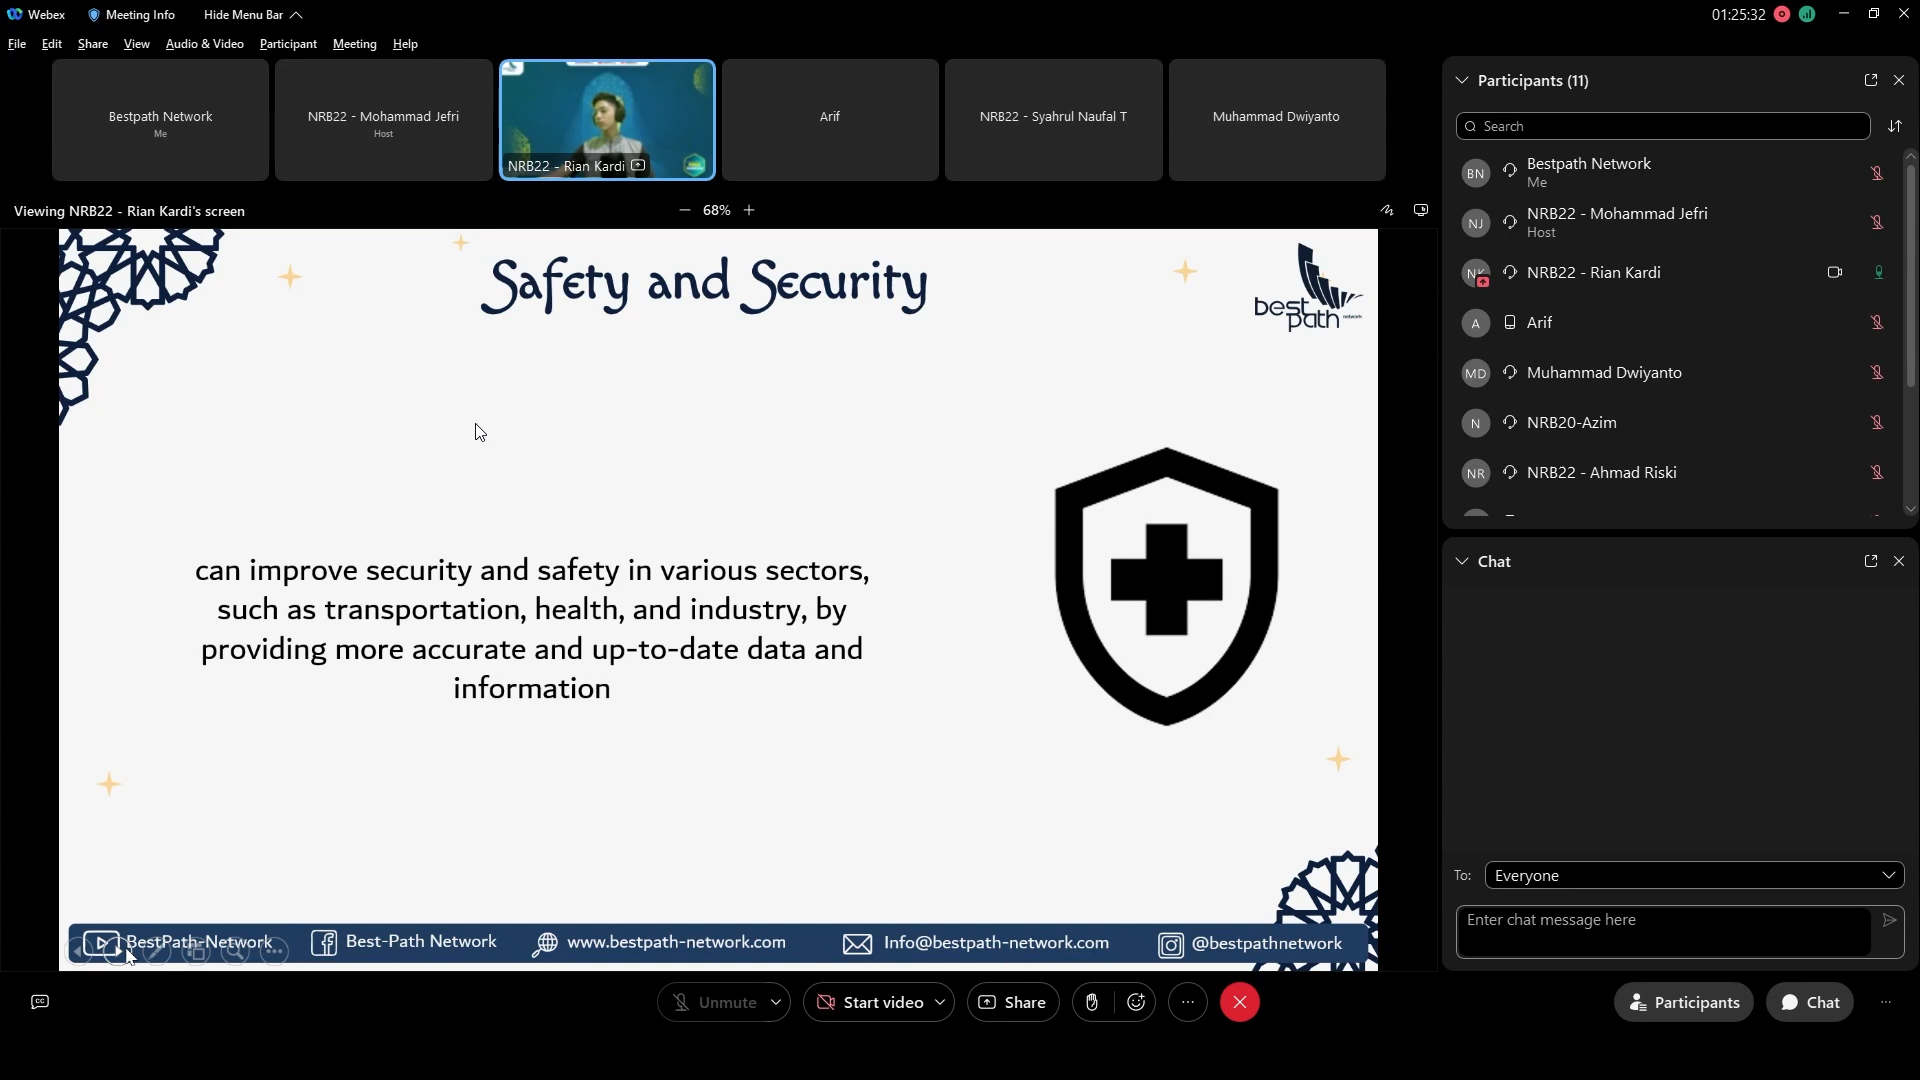 Webex
Meeting Info
Hide Menu Bar
01:25:32
File Edit Share View Audio & Video Participant Meeting Help
Bestpath Network
Me
NRB22 - Mohammad Jefri
Host
NRB22 - Rian Kardi
Arif
NRB22 - Syahrul Naufal T
Muhammad Dwiyanto
Viewing NRB22 - Rian Kardi's screen
68%
Safety and Security
best
path
network
can improve security and safety in various sectors,
such as transportation, health, and industry, by
providing more accurate and up-to-date data and
information
BestPath-Network
Best-Path Network
www.bestpath-network.com
Info@bestpath-network.com
@bestpathnetwork
Participants (11)
Search
BN
Bestpath Network
Me
NJ
NRB22 - Mohammad Jefri
Host
NK
NRB22 - Rian Kardi
A
Arif
MD
Muhammad Dwiyanto
N
NRB20-Azim
NR
NRB22 - Ahmad Riski
Chat
To:
Everyone
Enter chat message here
CC
Unmute
Start video
Share
Participants
Chat